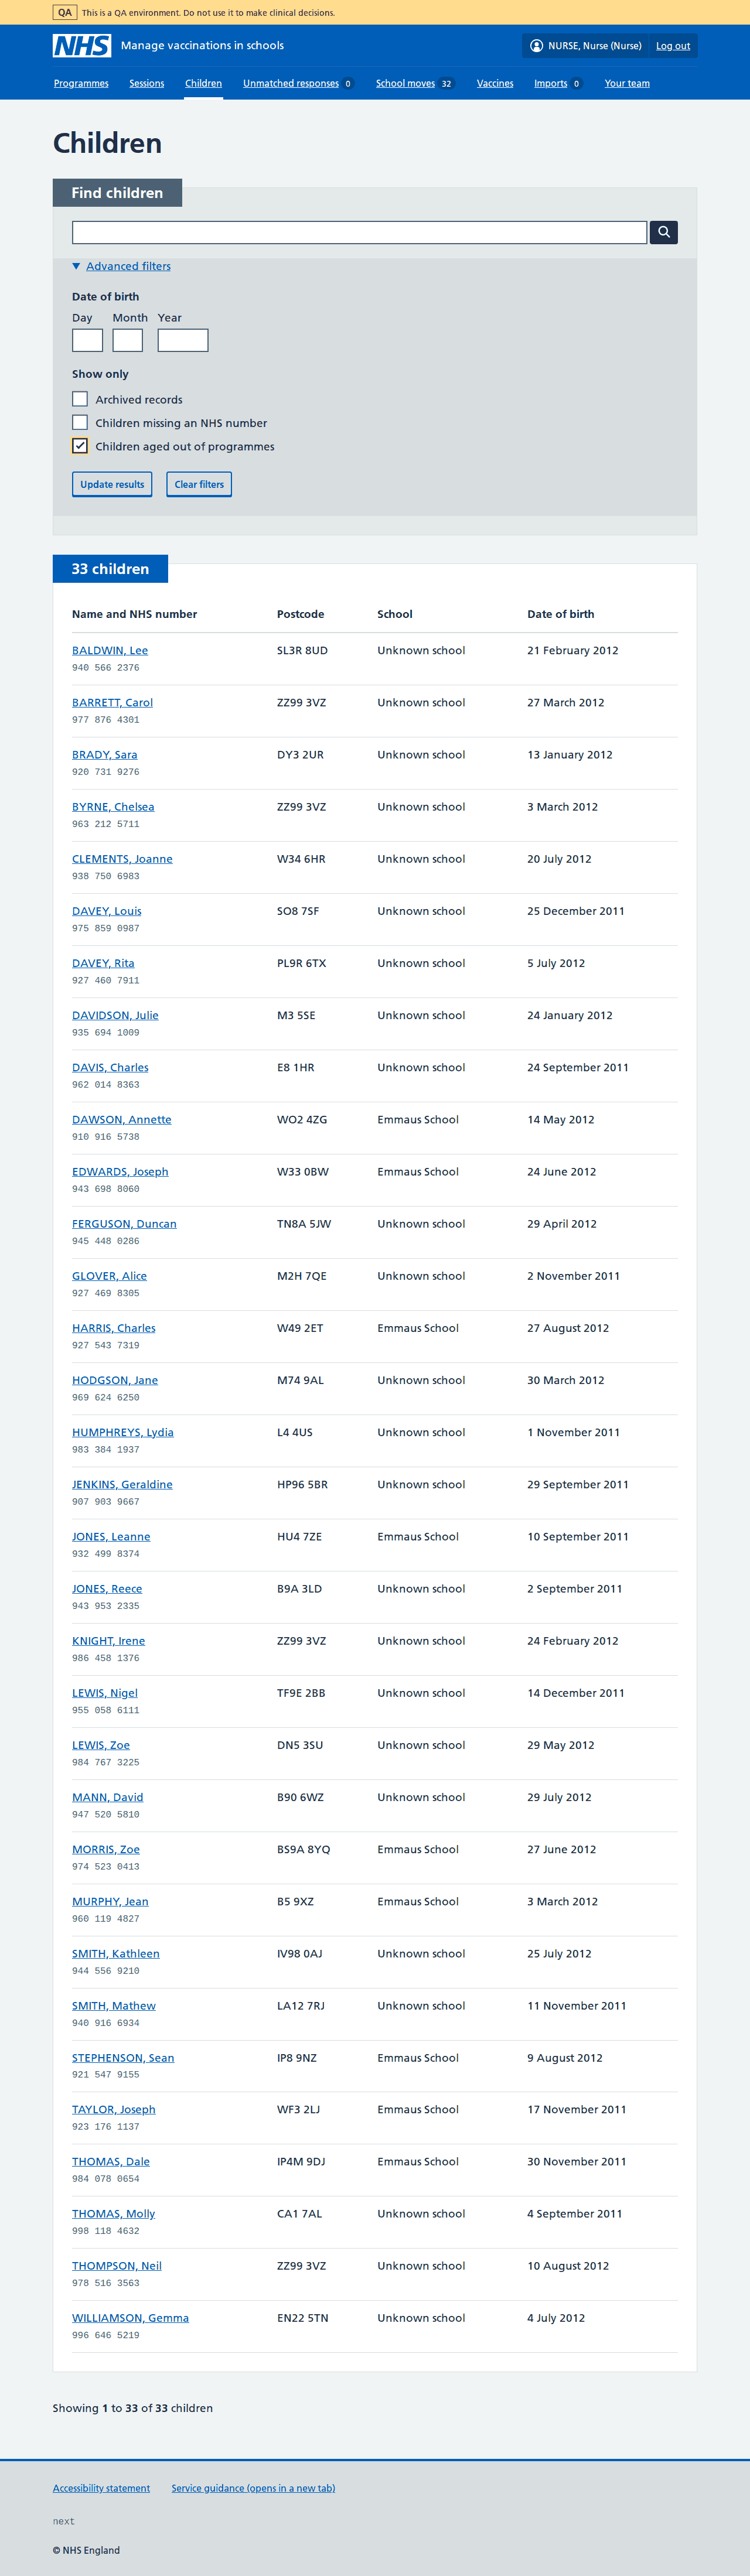 QA This is a QA environment. Do not use it to make clinical decisions.
NHS Manage vaccinations in schools NURSE, Nurse (Nurse) Log out
Programmes Sessions Children Unmatched responses 0 School moves 32 Vaccines Imports 0 Your team
Children
Find children
Advanced filters
Date of birth
Day Month Year
Show only
Archived records
Children missing an NHS number
Children aged out of programmes
Update results Clear filters
33 children
Name and NHS number Postcode School Date of birth
BALDWIN, Lee SL3R 8UD Unknown school 21 February 2012
940 566 2376
BARRETT, Carol ZZ99 3VZ Unknown school 27 March 2012
977 876 4301
BRADY, Sara DY3 2UR Unknown school 13 January 2012
920 731 9276
BYRNE, Chelsea ZZ99 3VZ Unknown school 3 March 2012
963 212 5711
CLEMENTS, Joanne W34 6HR Unknown school 20 July 2012
938 750 6983
DAVEY, Louis SO8 7SF Unknown school 25 December 2011
975 859 0987
DAVEY, Rita PL9R 6TX Unknown school 5 July 2012
927 460 7911
DAVIDSON, Julie M3 5SE Unknown school 24 January 2012
935 694 1009
DAVIS, Charles E8 1HR Unknown school 24 September 2011
962 014 8363
DAWSON, Annette WO2 4ZG Emmaus School 14 May 2012
910 916 5738
EDWARDS, Joseph W33 0BW Emmaus School 24 June 2012
943 698 8060
FERGUSON, Duncan TN8A 5JW Unknown school 29 April 2012
945 448 0286
GLOVER, Alice M2H 7QE Unknown school 2 November 2011
927 469 8305
HARRIS, Charles W49 2ET Emmaus School 27 August 2012
927 543 7319
HODGSON, Jane M74 9AL Unknown school 30 March 2012
969 624 6250
HUMPHREYS, Lydia L4 4US Unknown school 1 November 2011
983 384 1937
JENKINS, Geraldine HP96 5BR Unknown school 29 September 2011
907 903 9667
JONES, Leanne HU4 7ZE Emmaus School 10 September 2011
932 499 8374
JONES, Reece B9A 3LD Unknown school 2 September 2011
943 953 2335
KNIGHT, Irene ZZ99 3VZ Unknown school 24 February 2012
986 458 1376
LEWIS, Nigel TF9E 2BB Unknown school 14 December 2011
955 058 6111
LEWIS, Zoe DN5 3SU Unknown school 29 May 2012
984 767 3225
MANN, David B90 6WZ Unknown school 29 July 2012
947 520 5810
MORRIS, Zoe BS9A 8YQ Emmaus School 27 June 2012
974 523 0413
MURPHY, Jean B5 9XZ Emmaus School 3 March 2012
960 119 4827
SMITH, Kathleen IV98 0AJ Unknown school 25 July 2012
944 556 9210
SMITH, Mathew LA12 7RJ Unknown school 11 November 2011
940 916 6934
STEPHENSON, Sean IP8 9NZ Emmaus School 9 August 2012
921 547 9155
TAYLOR, Joseph WF3 2LJ Emmaus School 17 November 2011
923 176 1137
THOMAS, Dale IP4M 9DJ Emmaus School 30 November 2011
984 078 0654
THOMAS, Molly CA1 7AL Unknown school 4 September 2011
998 118 4632
THOMPSON, Neil ZZ99 3VZ Unknown school 10 August 2012
978 516 3563
WILLIAMSON, Gemma EN22 5TN Unknown school 4 July 2012
996 646 5219
Showing 1 to 33 of 33 children
Accessibility statement Service guidance (opens in a new tab)
next
© NHS England